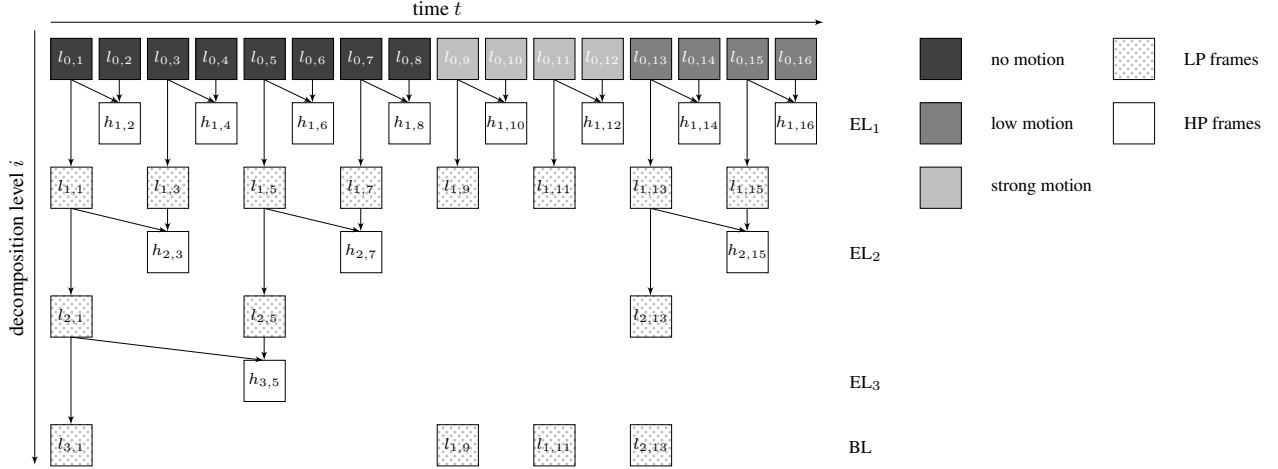 time t
decomposition level i
l0,1 l0,2 l0,3 l0,4 l0,5 l0,6 l0,7 l0,8 l0,9 l0,10 l0,11 l0,12 l0,13 l0,14 l0,15 l0,16
h1,2 h1,4 h1,6 h1,8 h1,10 h1,12 h1,14 h1,16 EL1
l1,1 l1,3 l1,5 l1,7 l1,9 l1,11 l1,13 l1,15
h2,3 h2,7 h2,15 EL2
l2,1 l2,5 l2,13
h3,5 EL3
l3,1 l1,9 l1,11 l2,13 BL
no motion LP frames
low motion HP frames
strong motion